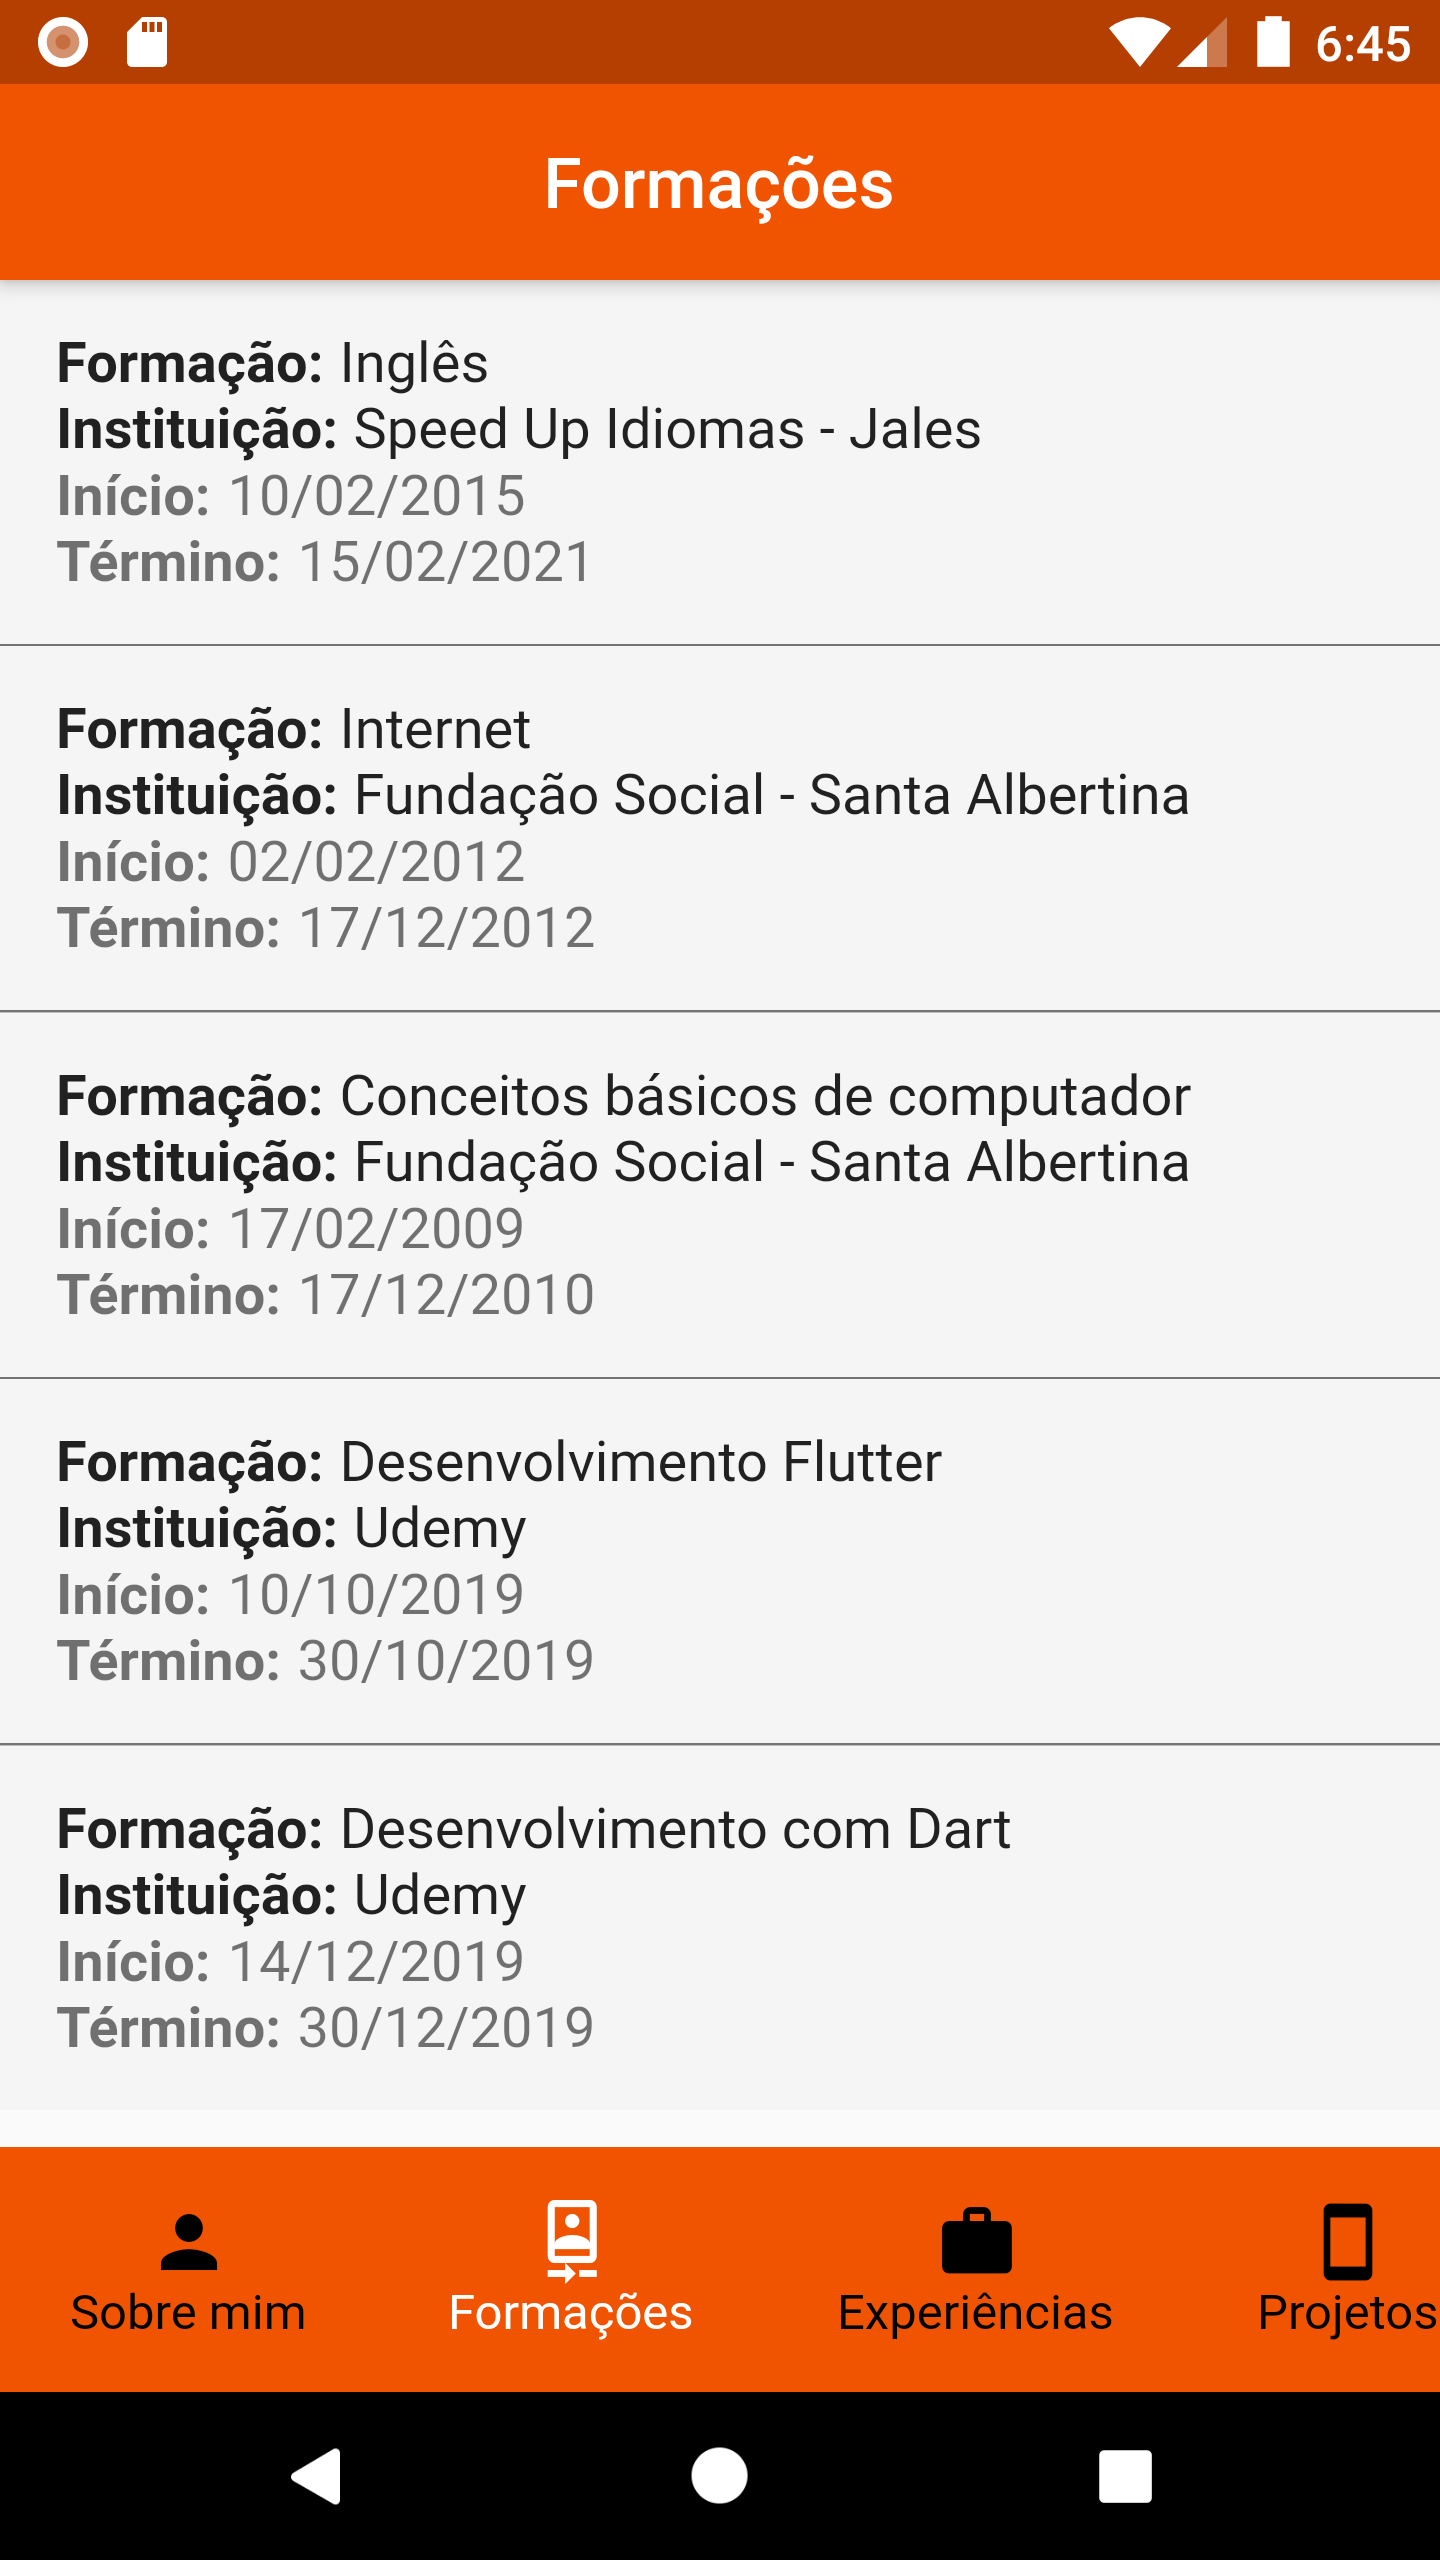 6:45
Formações
Formação: Inglês
Instituição: Speed Up Idiomas - Jales
Início: 10/02/2015
Término: 15/02/2021
Formação: Internet
Instituição: Fundação Social - Santa Albertina
Início: 02/02/2012
Término: 17/12/2012
Formação: Conceitos básicos de computador
Instituição: Fundação Social - Santa Albertina
Início: 17/02/2009
Término: 17/12/2010
Formação: Desenvolvimento Flutter
Instituição: Udemy
Início: 10/10/2019
Término: 30/10/2019
Formação: Desenvolvimento com Dart
Instituição: Udemy
Início: 14/12/2019
Término: 30/12/2019
Sobre mim Formações Experiências Projetos